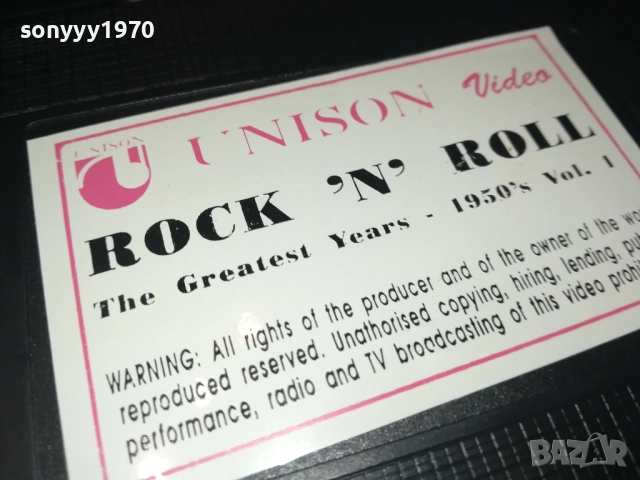 sonyyy1970
UNISON
UNISON Video
ROCK 'N' ROLL
The Greatest Years - 1950's Vol. 1
WARNING: All rights of the producer and of the owner of the
reproduced reserved. Unathorised copying, hiring, lending,
performance, radio and TV broadcasting of this video
BAZAR